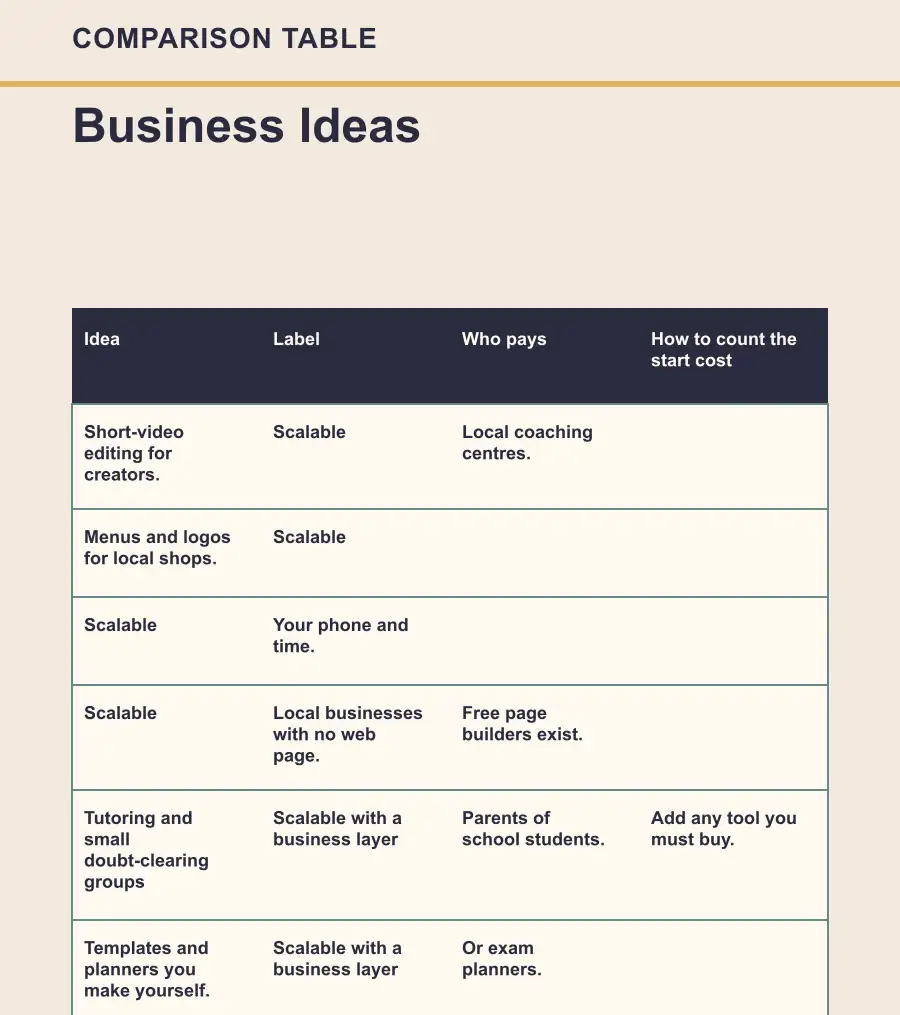 COMPARISON TABLE
Business Ideas
Idea
Label
Who pays
How to count the
start cost
Short-video
editing for
creators.
Scalable
Local coaching
centres.
Menus and logos
for local shops.
Scalable
Scalable
Your phone and
time.
Scalable
Local businesses
with no web
page.
Free page
builders exist.
Tutoring and
small
doubt-clearing
groups
Scalable with a
business layer
Parents of
school students.
Add any tool you
must buy.
Templates and
planners you
make yourself.
Scalable with a
business layer
Or exam
planners.